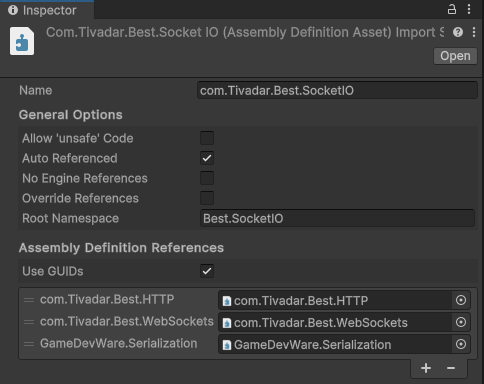 Inspector
Com.Tivadar.Best.Socket IO (Assembly Definition Asset) Import S
Open
Name com.Tivadar.Best.SocketIO
General Options
Allow 'unsafe' Code
Auto Referenced
No Engine References
Override References
Root Namespace Best.SocketIO
Assembly Definition References
Use GUIDs
com.Tivadar.Best.HTTP com.Tivadar.Best.HTTP
com.Tivadar.Best.WebSockets com.Tivadar.Best.WebSockets
GameDevWare.Serialization GameDevWare.Serialization